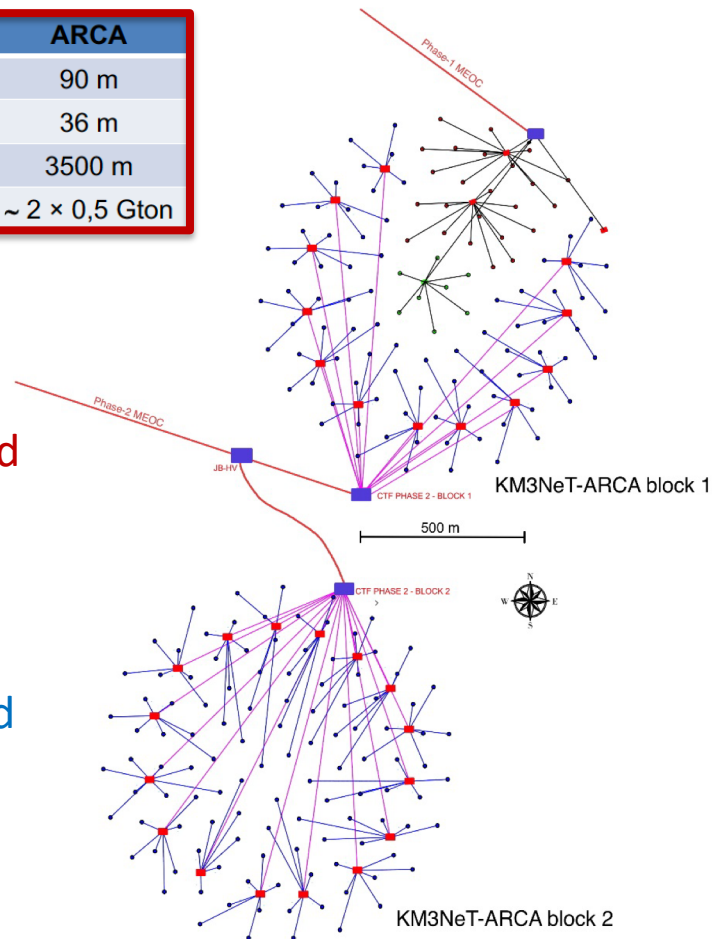 ARCA
90 m
36 m
3500 m
~ 2 × 0,5 Gton
Phase-1 MEOC
Phase-2 MEOC
d
JB-HV
CTF PHASE 2 - BLOCK 1
KM3NeT-ARCA block 1
500 m
CTF PHASE 2 - BLOCK 2
N
W
E
S
d
KM3NeT-ARCA block 2